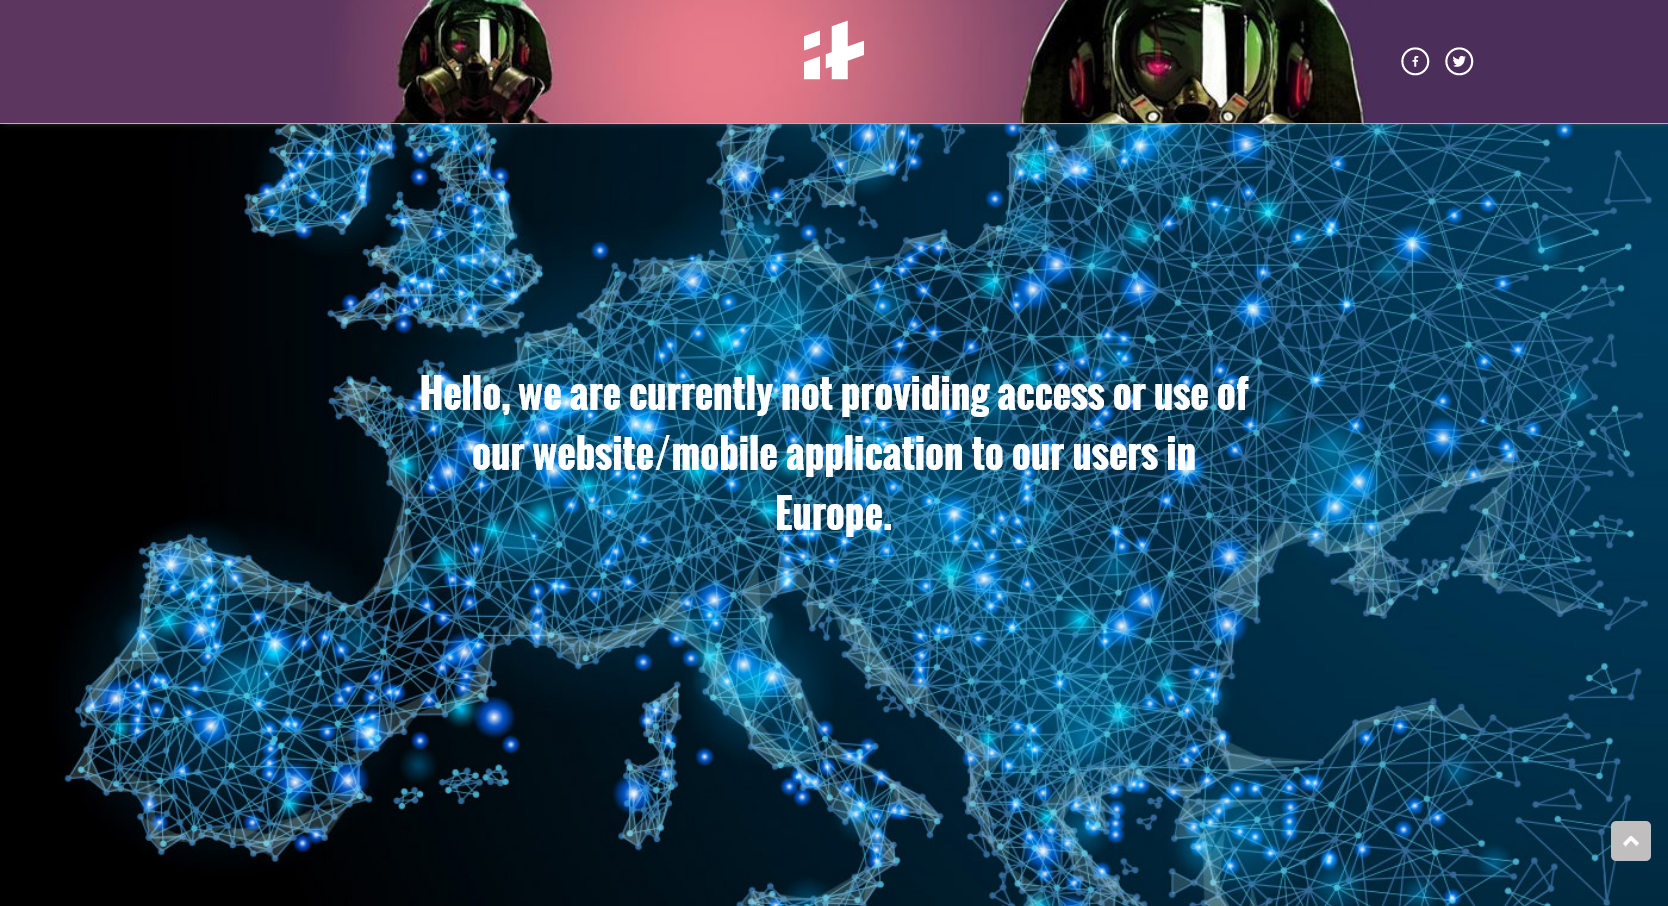 Hello, we are currently not providing access or use of
our website/mobile application to our users in
Europe.